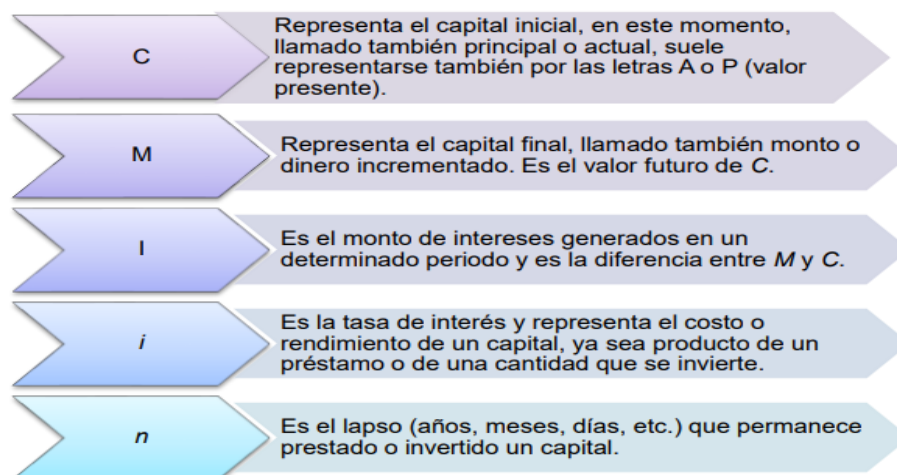 C
Representa el capital inicial, en este momento,
llamado también principal o actual, suele
representarse también por las letras A o P (valor
presente).
M
Representa el capital final, llamado también monto o
dinero incrementado. Es el valor futuro de C.
I
Es el monto de intereses generados en un
determinado periodo y es la diferencia entre M y C.
i
Es la tasa de interés y representa el costo o
rendimiento de un capital, ya sea producto de un
préstamo o de una cantidad que se invierte.
n
Es el lapso (años, meses, días, etc.) que permanece
prestado o invertido un capital.